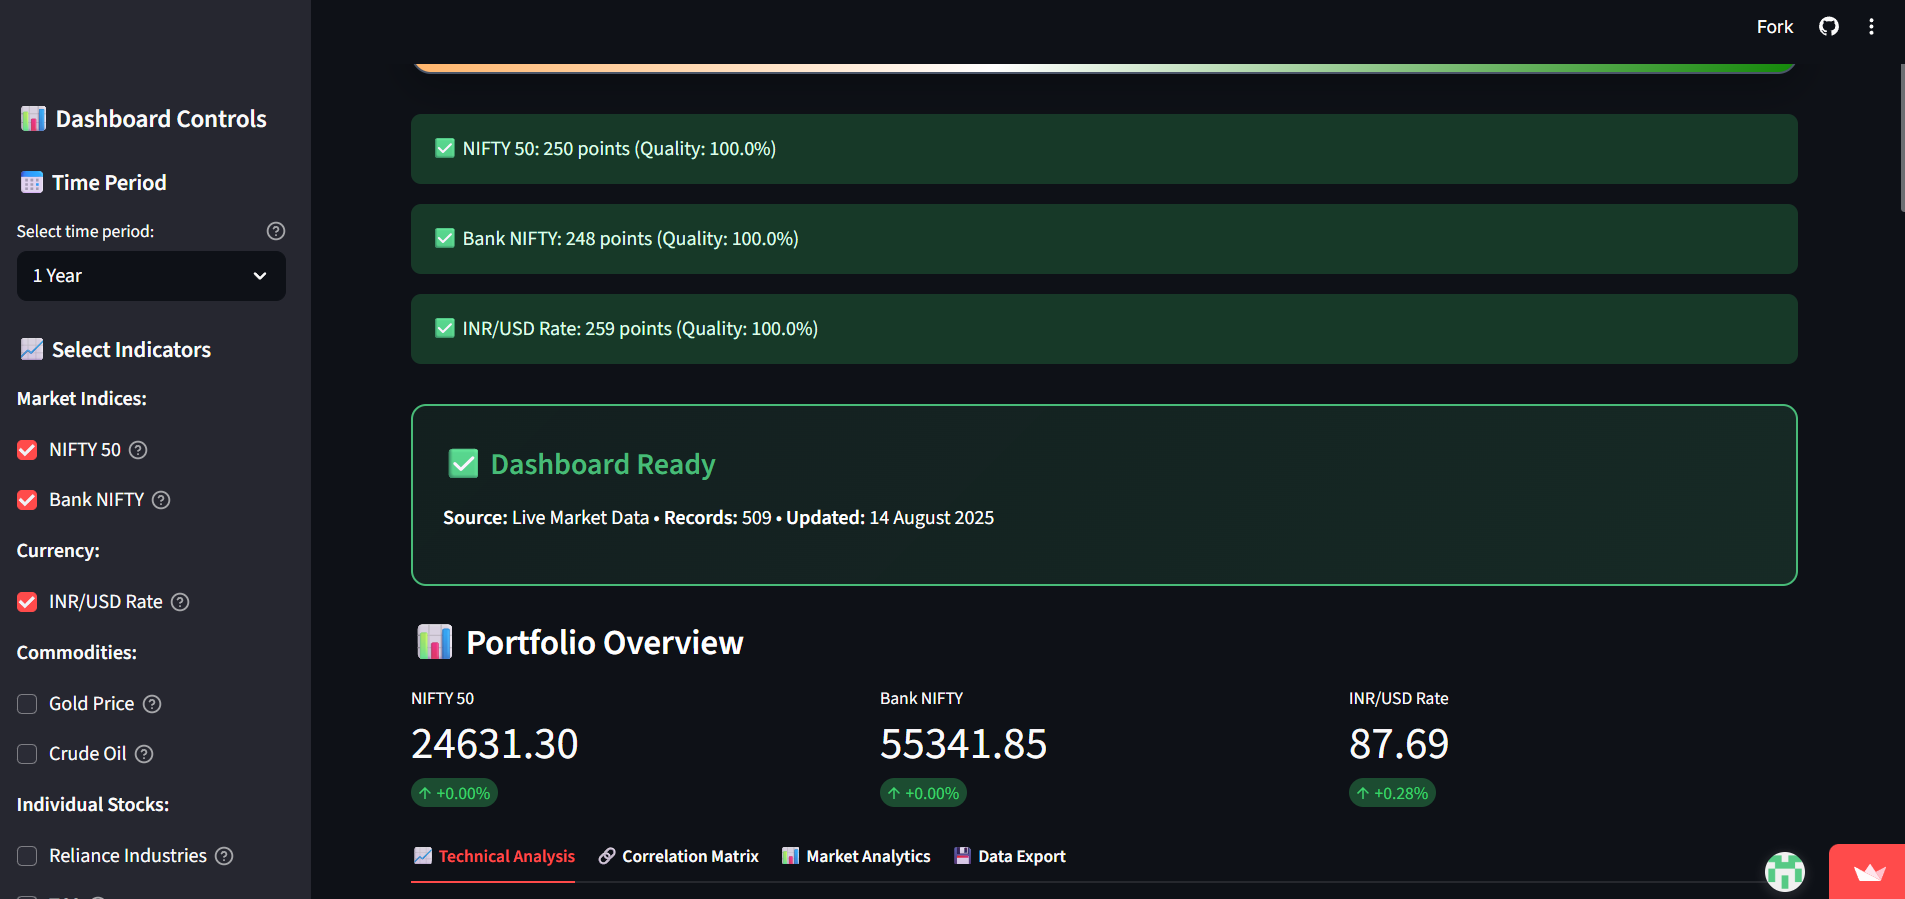 Fork
Dashboard Controls
Time Period
Select time period:
1 Year
Select Indicators
Market Indices:
NIFTY 50
Bank NIFTY
Currency:
INR/USD Rate
Commodities:
Gold Price
Crude Oil
Individual Stocks:
Reliance Industries
NIFTY 50: 250 points (Quality: 100.0%)
Bank NIFTY: 248 points (Quality: 100.0%)
INR/USD Rate: 259 points (Quality: 100.0%)
Dashboard Ready
Source: Live Market Data • Records: 509 • Updated: 14 August 2025
Portfolio Overview
NIFTY 50
24631.30
↑ +0.00%
Bank NIFTY
55341.85
↑ +0.00%
INR/USD Rate
87.69
↑ +0.28%
Technical Analysis
Correlation Matrix
Market Analytics
Data Export